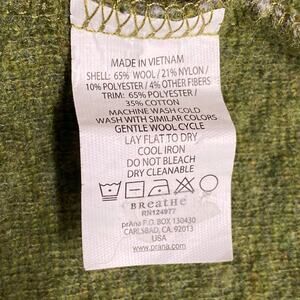 MADE IN VIETNAM
SHELL: 65% WOOL / 21% NYLON /
10% POLYESTER / 4% OTHER FIBERS
TRIM: 65% POLYESTER /
35% COTTON
MACHINE WASH COLD
WASH WITH SIMILAR COLORS
GENTLE WOOL CYCLE
LAY FLAT TO DRY
COOL IRON
DO NOT BLEACH
DRY CLEANABLE
BREATHE
RN124977
prAna P.O. BOX 130430
CARLSBAD, CA. 92013
USA
www.prana.com